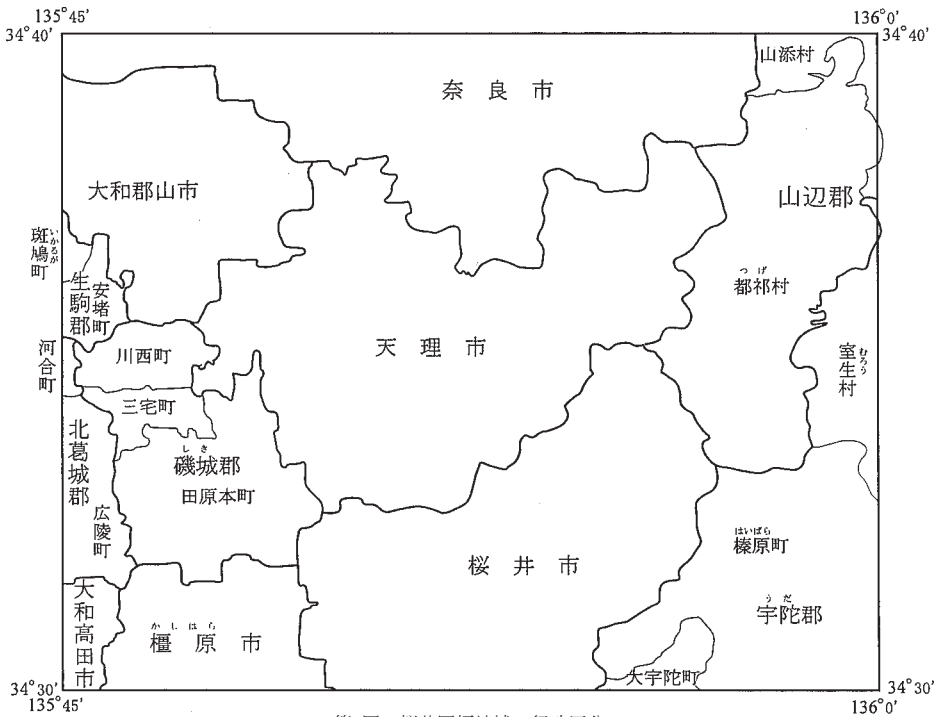 135°45′
136°0′
34°40′
34°40′
山添村
奈良市
大和郡山市
山辺郡
斑鳩町
いかるが
生駒郡
安堵町
つげ
都祁村
河合町
川西町
天理市
室生村
むろう
三宅町
北葛城郡
しき
磯城郡
田原本町
広陵町
はいばら
榛原町
桜井市
大和高田市
うだ
宇陀郡
かしはら
橿原市
大宇陀町
34°30′
34°30′
135°45′
136°0′